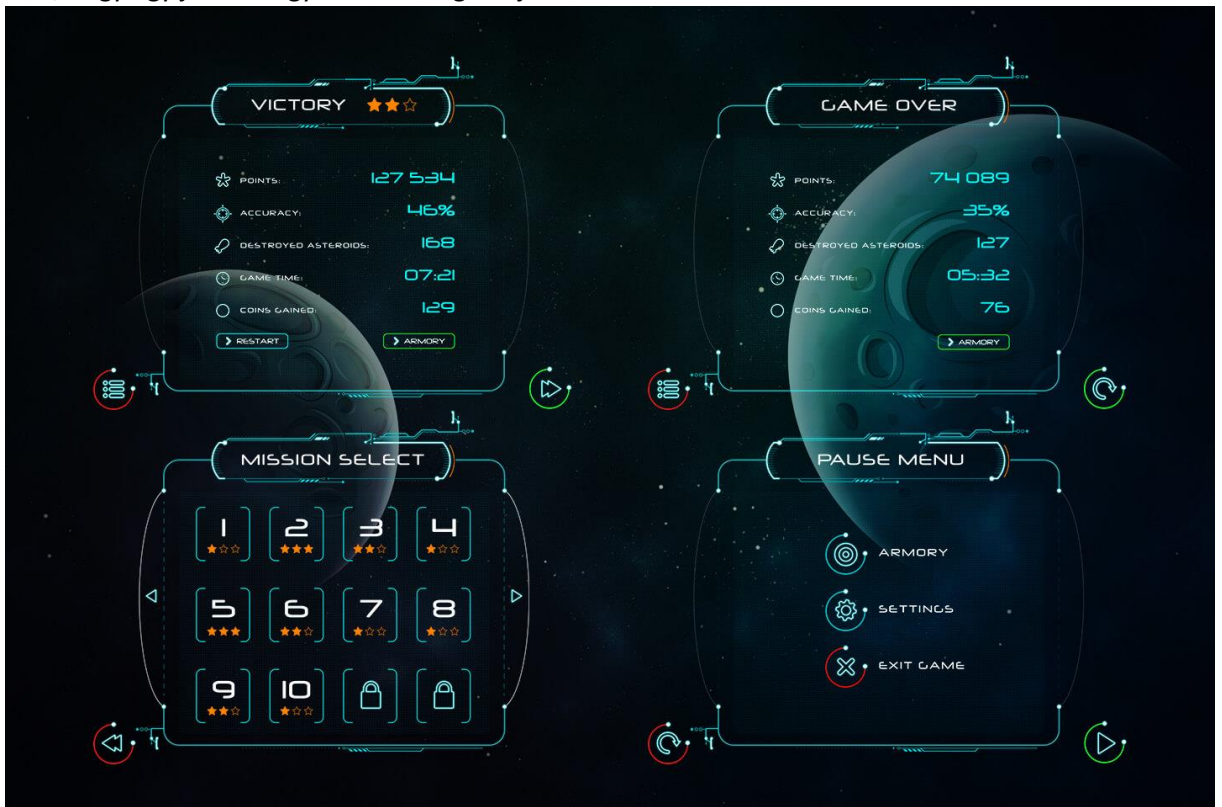 VICTORY
POINTS: 127 534
ACCURACY: 46%
DESTROYED ASTEROIDS: 168
GAME TIME: 07:21
COINS GAINED: 129
RESTART ARMORY
GAME OVER
POINTS: 74 089
ACCURACY: 35%
DESTROYED ASTEROIDS: 127
GAME TIME: 05:32
COINS GAINED: 76
ARMORY
MISSION SELECT
1 2 3 4
5 6 7 8
9 10
PAUSE MENU
ARMORY
SETTINGS
EXIT GAME